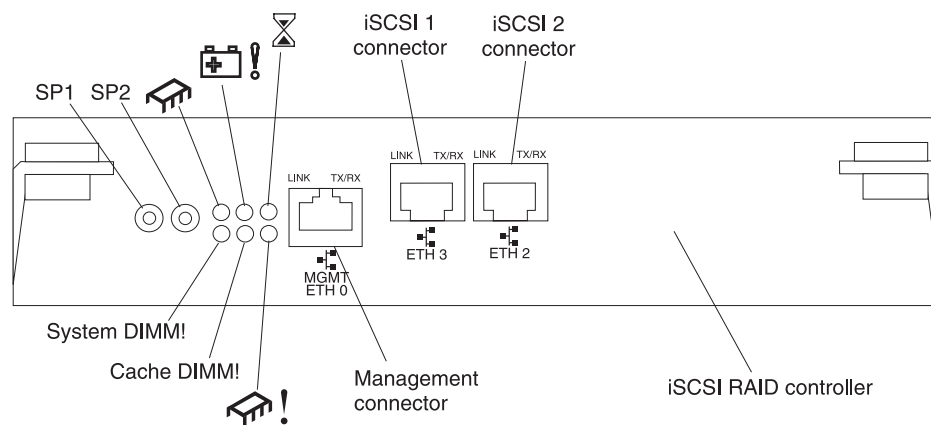 iSCSI 1
connector
iSCSI 2
connector
!
SP1 SP2
LINK TX/RX
LINK TX/RX
LINK TX/RX
ETH 3
ETH 2
MGMT
ETH 0
System DIMM!
Cache DIMM!
!
Management
connector
iSCSI RAID controller